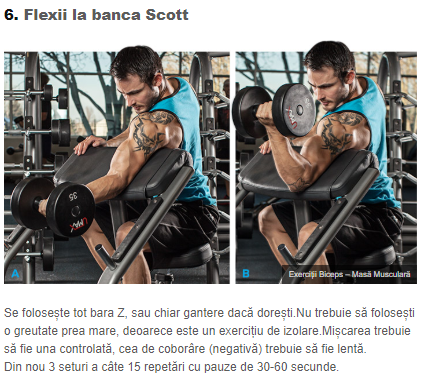 6. Flexii la banca Scott
35
A
B
Exerciții Biceps – Masă Musculară
Se folosește tot bara Z, sau chiar gantere dacă dorești.Nu trebuie să folosești
o greutate prea mare, deoarece este un exercițiu de izolare.Mișcarea trebuie
să fie una controlată, cea de coborâre (negativă) trebuie să fie lentă.
Din nou 3 seturi a câte 15 repetări cu pauze de 30-60 secunde.